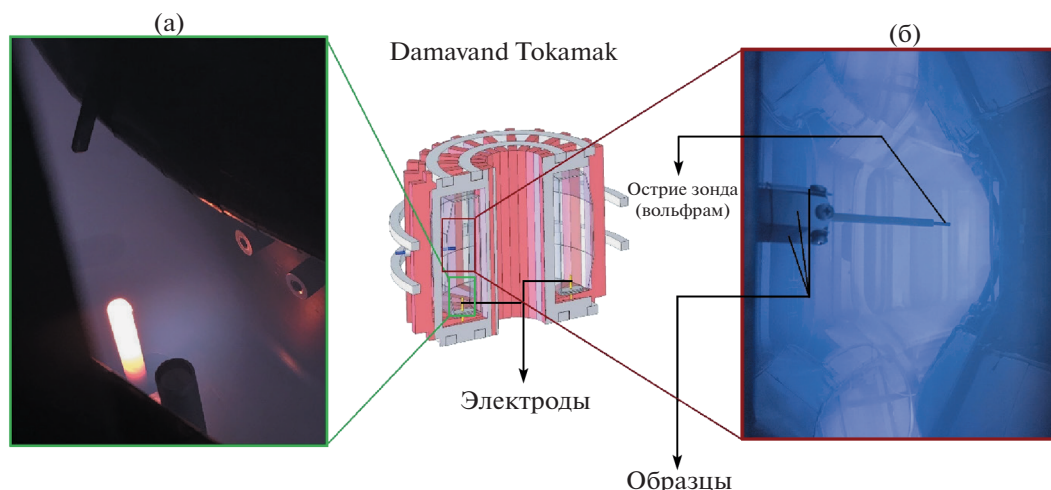 (а)
Damavand Tokamak
(б)
Острие зонда
(вольфрам)
Электроды
Образцы